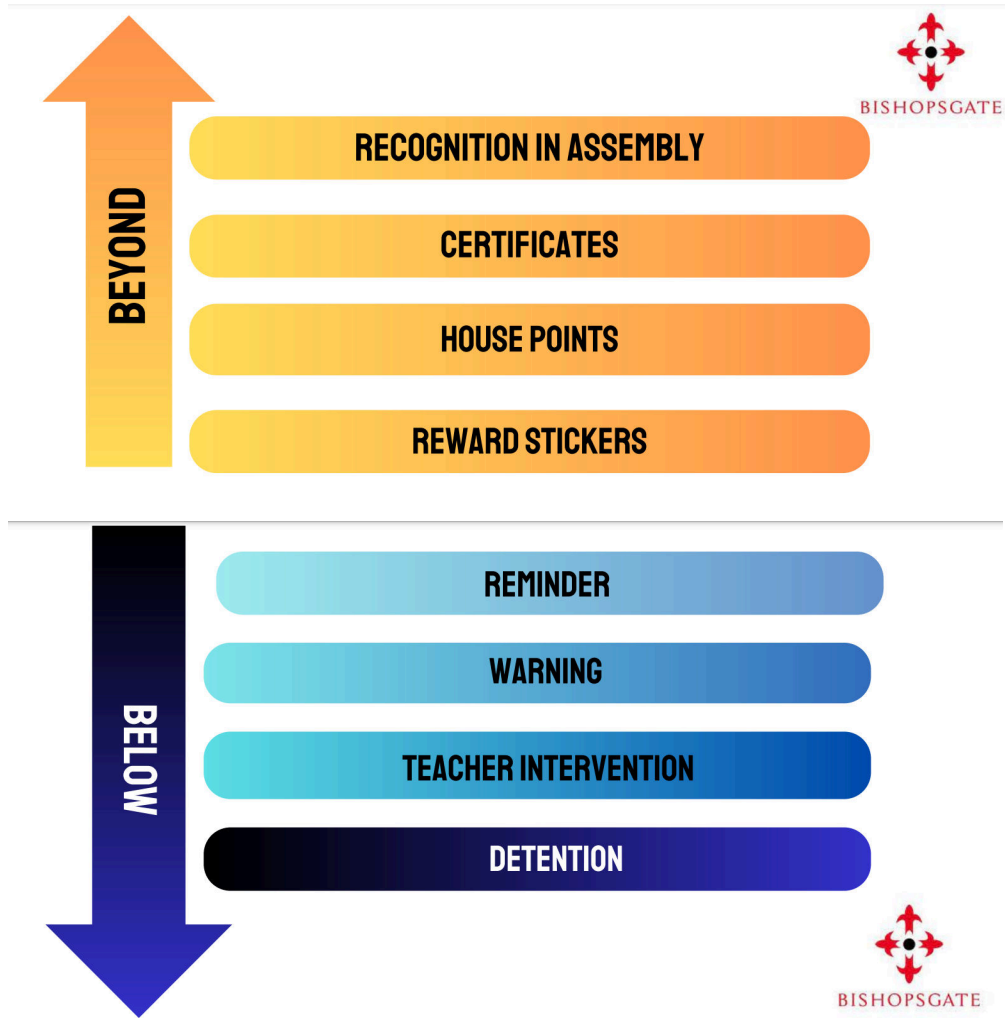 BISHOPSGATE
BEYOND
RECOGNITION IN ASSEMBLY
CERTIFICATES
HOUSE POINTS
REWARD STICKERS
BELOW
REMINDER
WARNING
TEACHER INTERVENTION
DETENTION
BISHOPSGATE